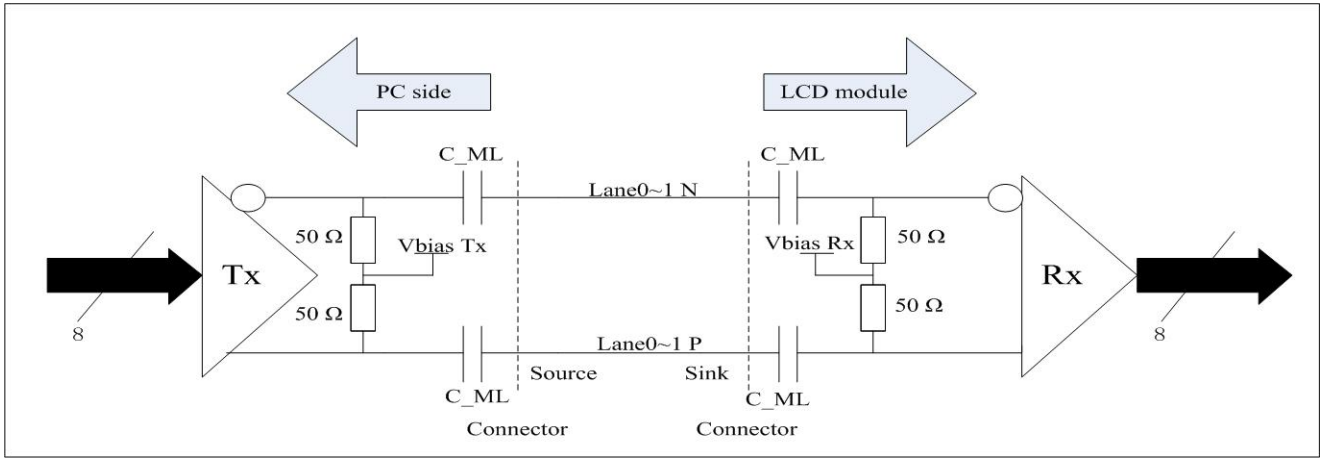 PC side
LCD module
C_ML
C_ML
Lane0~1 N
50 Ω
Vbias Tx
Vbias Rx
50 Ω
Tx
Rx
50 Ω
50 Ω
8
8
Lane0~1 P
Source
Sink
C_ML
C_ML
Connector
Connector